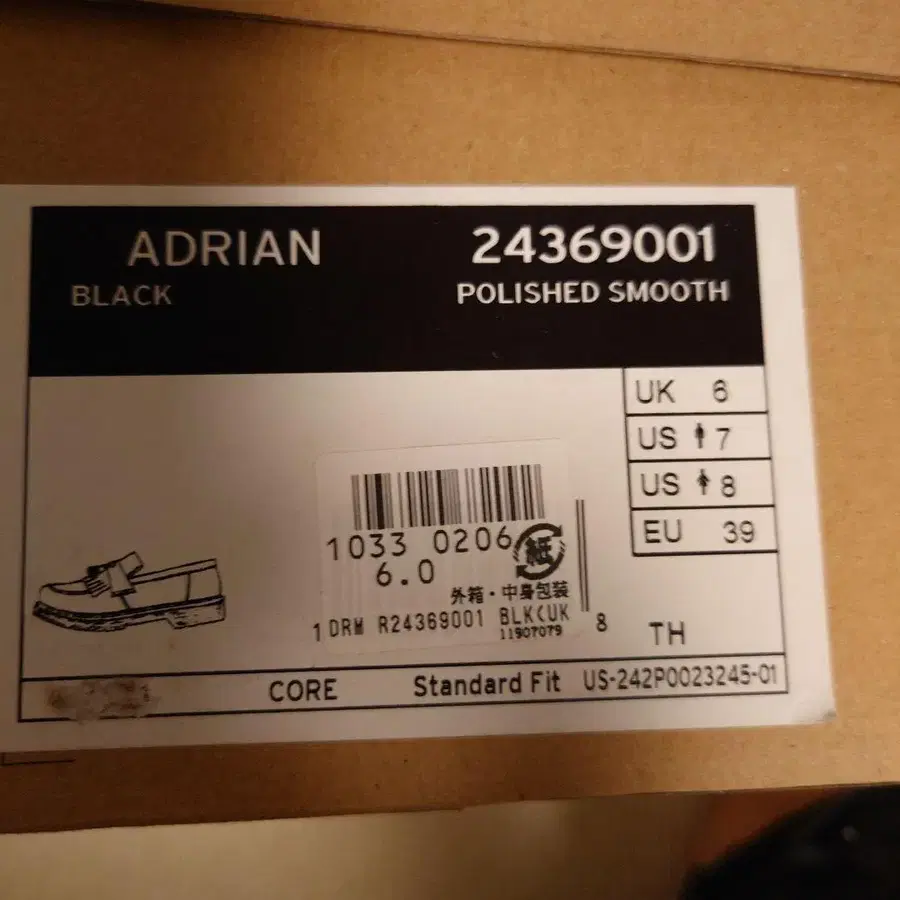 ADRIAN 24369001
BLACK POLISHED SMOOTH
UK 6
US 7
US 8
EU 39
1033 0206
6.0
紙
外箱・中身包装
1 DRM R24369001 BLK(UK 8
11907079
TH
CORE Standard Fit US-242P0023245-01